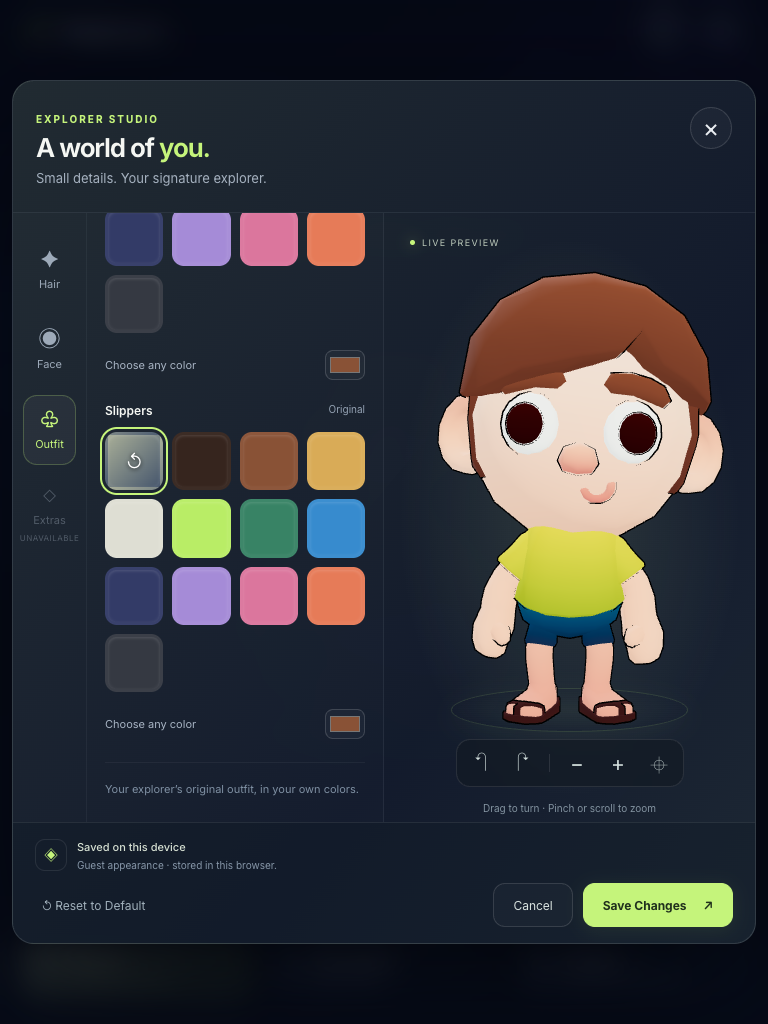 EXPLORER STUDIO
A world of you.
Small details. Your signature explorer.
Hair
Face
Outfit
Extras
UNAVAILABLE
Choose any color
Slippers
Original
Choose any color
Your explorer's original outfit, in your own colors.
LIVE PREVIEW
Drag to turn · Pinch or scroll to zoom
Saved on this device
Guest appearance · stored in this browser.
Reset to Default
Cancel
Save Changes